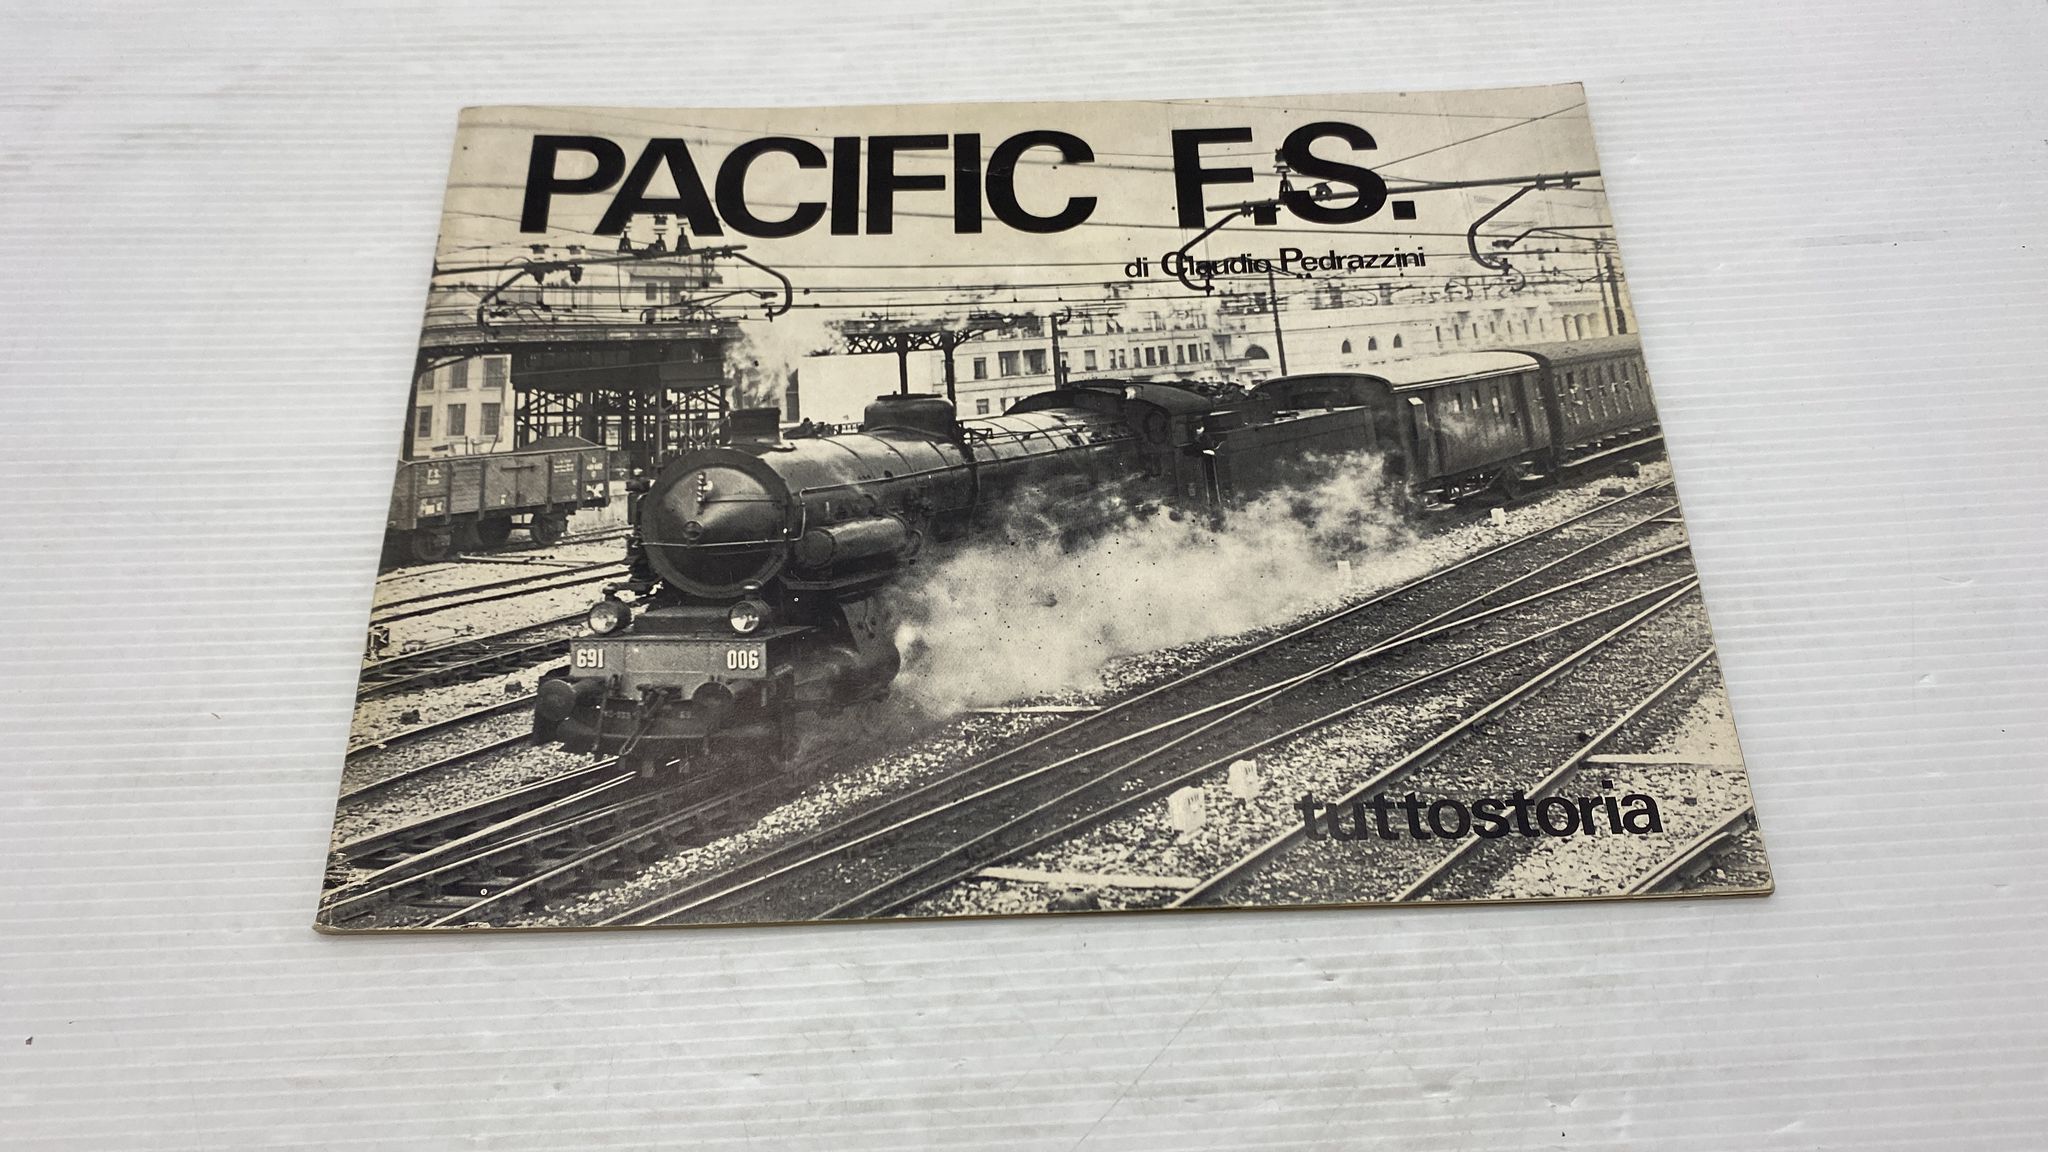 PACIFIC F.S.
di Claudio Pedrazzini
F.S.
691 006
tuttostoria